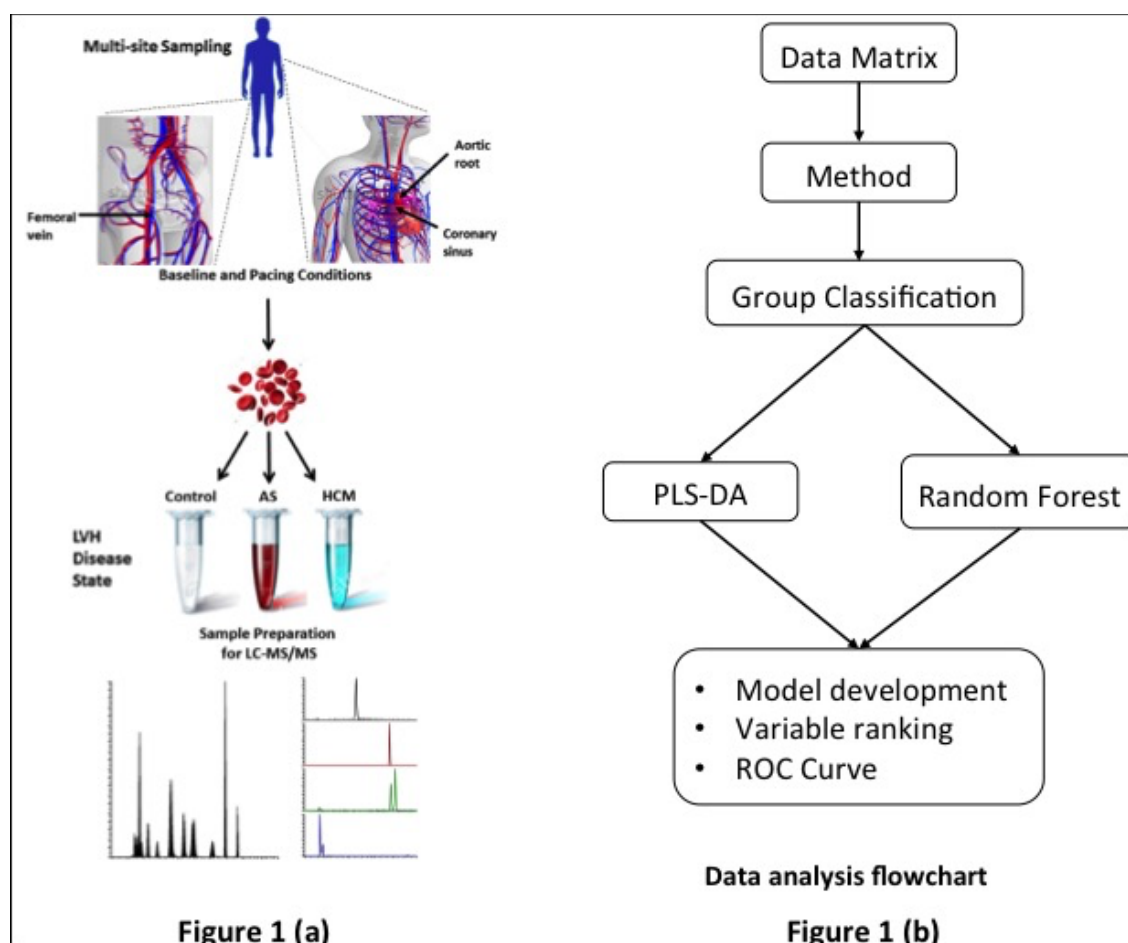 Multi-site Sampling
Aortic
root
Femoral
vein
Coronary
sinus
Baseline and Pacing Conditions
Control AS HCM
LVH
Disease
State
Sample Preparation
for LC-MS/MS
Figure 1 (a)
Data Matrix
Method
Group Classification
PLS-DA
Random Forest
• Model development
• Variable ranking
• ROC Curve
Data analysis flowchart
Figure 1 (b)